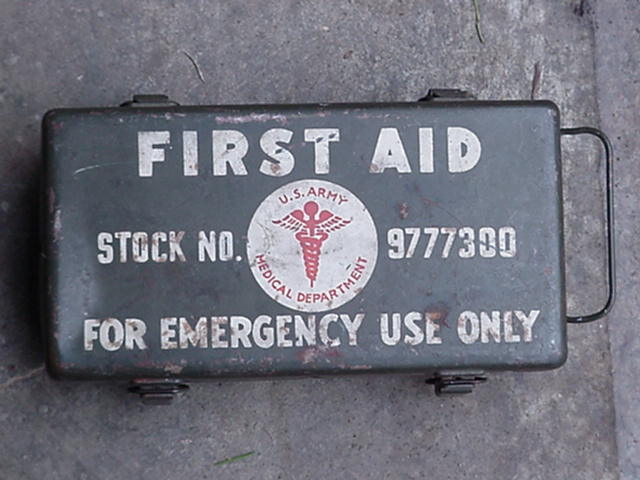 FIRST AID
U.S. ARMY
STOCK NO. 9777300
MEDICAL DEPARTMENT
FOR EMERGENCY USE ONLY